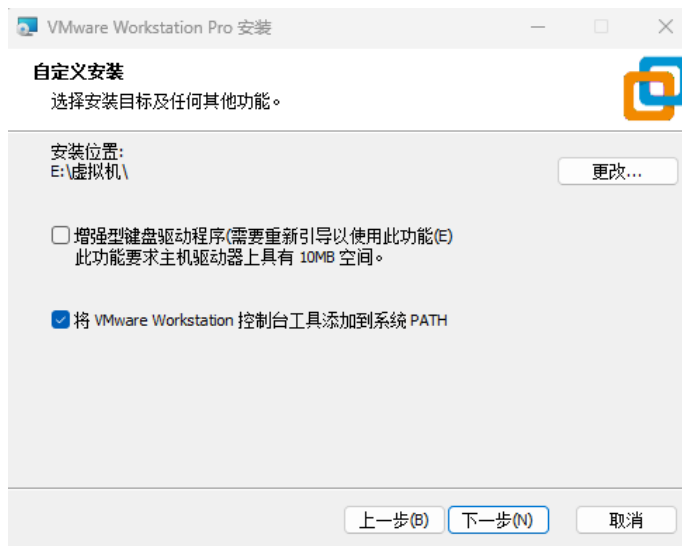 VMware Workstation Pro 安装
自定义安装
选择安装目标及任何其他功能。
安装位置:
E:\虚拟机\
更改...
增强型键盘驱动程序(需要重新引导以使用此功能(E)
此功能要求主机驱动器上具有 10MB 空间。
将 VMware Workstation 控制台工具添加到系统 PATH
上一步(B)
下一步(N)
取消